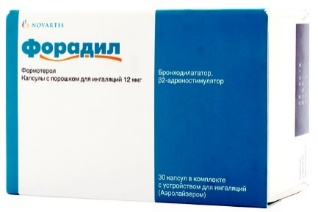 NOVARTIS
Форадил
Формотерол
Капсулы с порошком для ингаляций 12 мкг
Бронходилататор,
β2-адреностимулятор
30 капсул в комплекте
с устройством для ингаляций
(Аэролайзером)